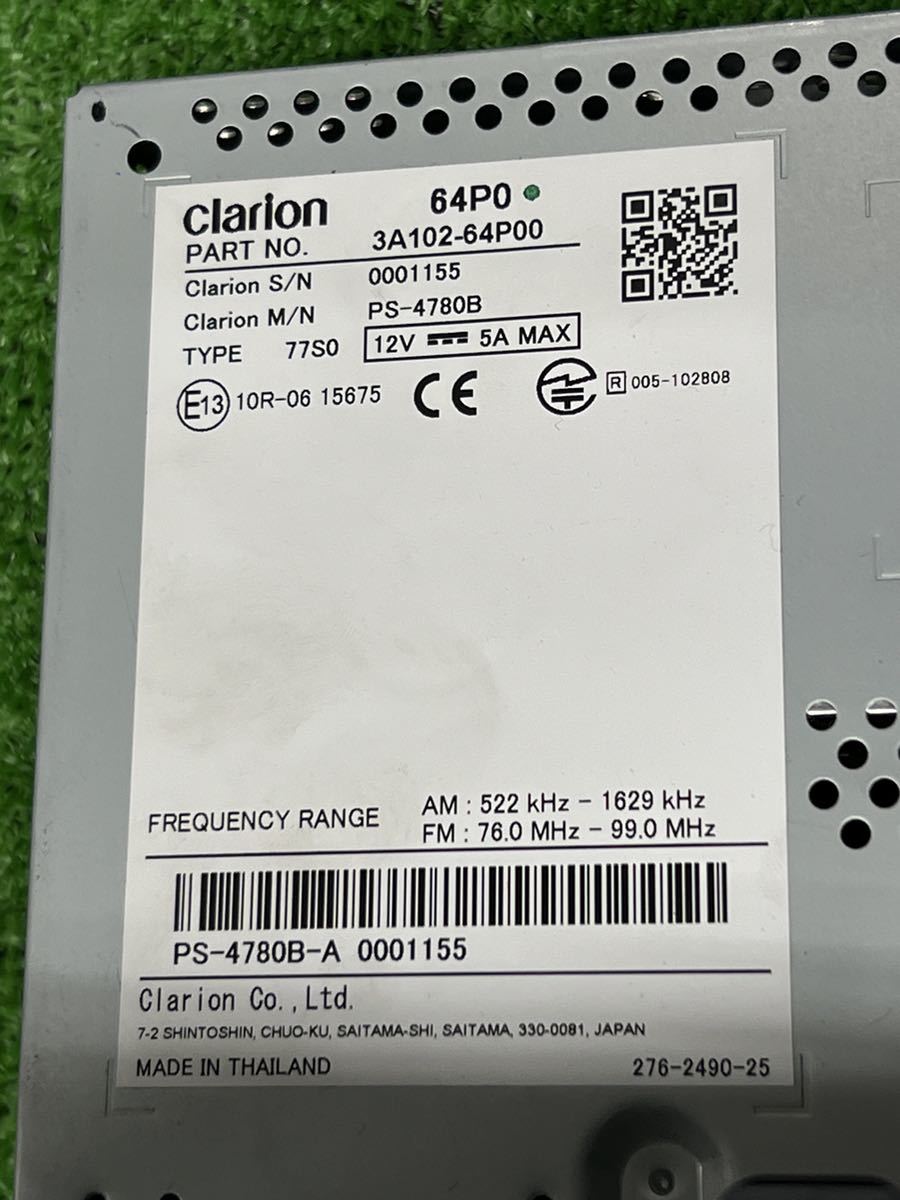 Clarion 64P0
PART NO. 3A102-64P00
Clarion S/N 0001155
Clarion M/N PS-4780B
TYPE 77S0 12V 5A MAX
E13 10R-06 15675 CE R 005-102808
FREQUENCY RANGE AM : 522 kHz - 1629 kHz
FM : 76.0 MHz - 99.0 MHz
PS-4780B-A 0001155
Clarion Co.,Ltd.
7-2 SHINTOSHIN, CHUO-KU, SAITAMA-SHI, SAITAMA, 330-0081, JAPAN
MADE IN THAILAND 276-2490-25